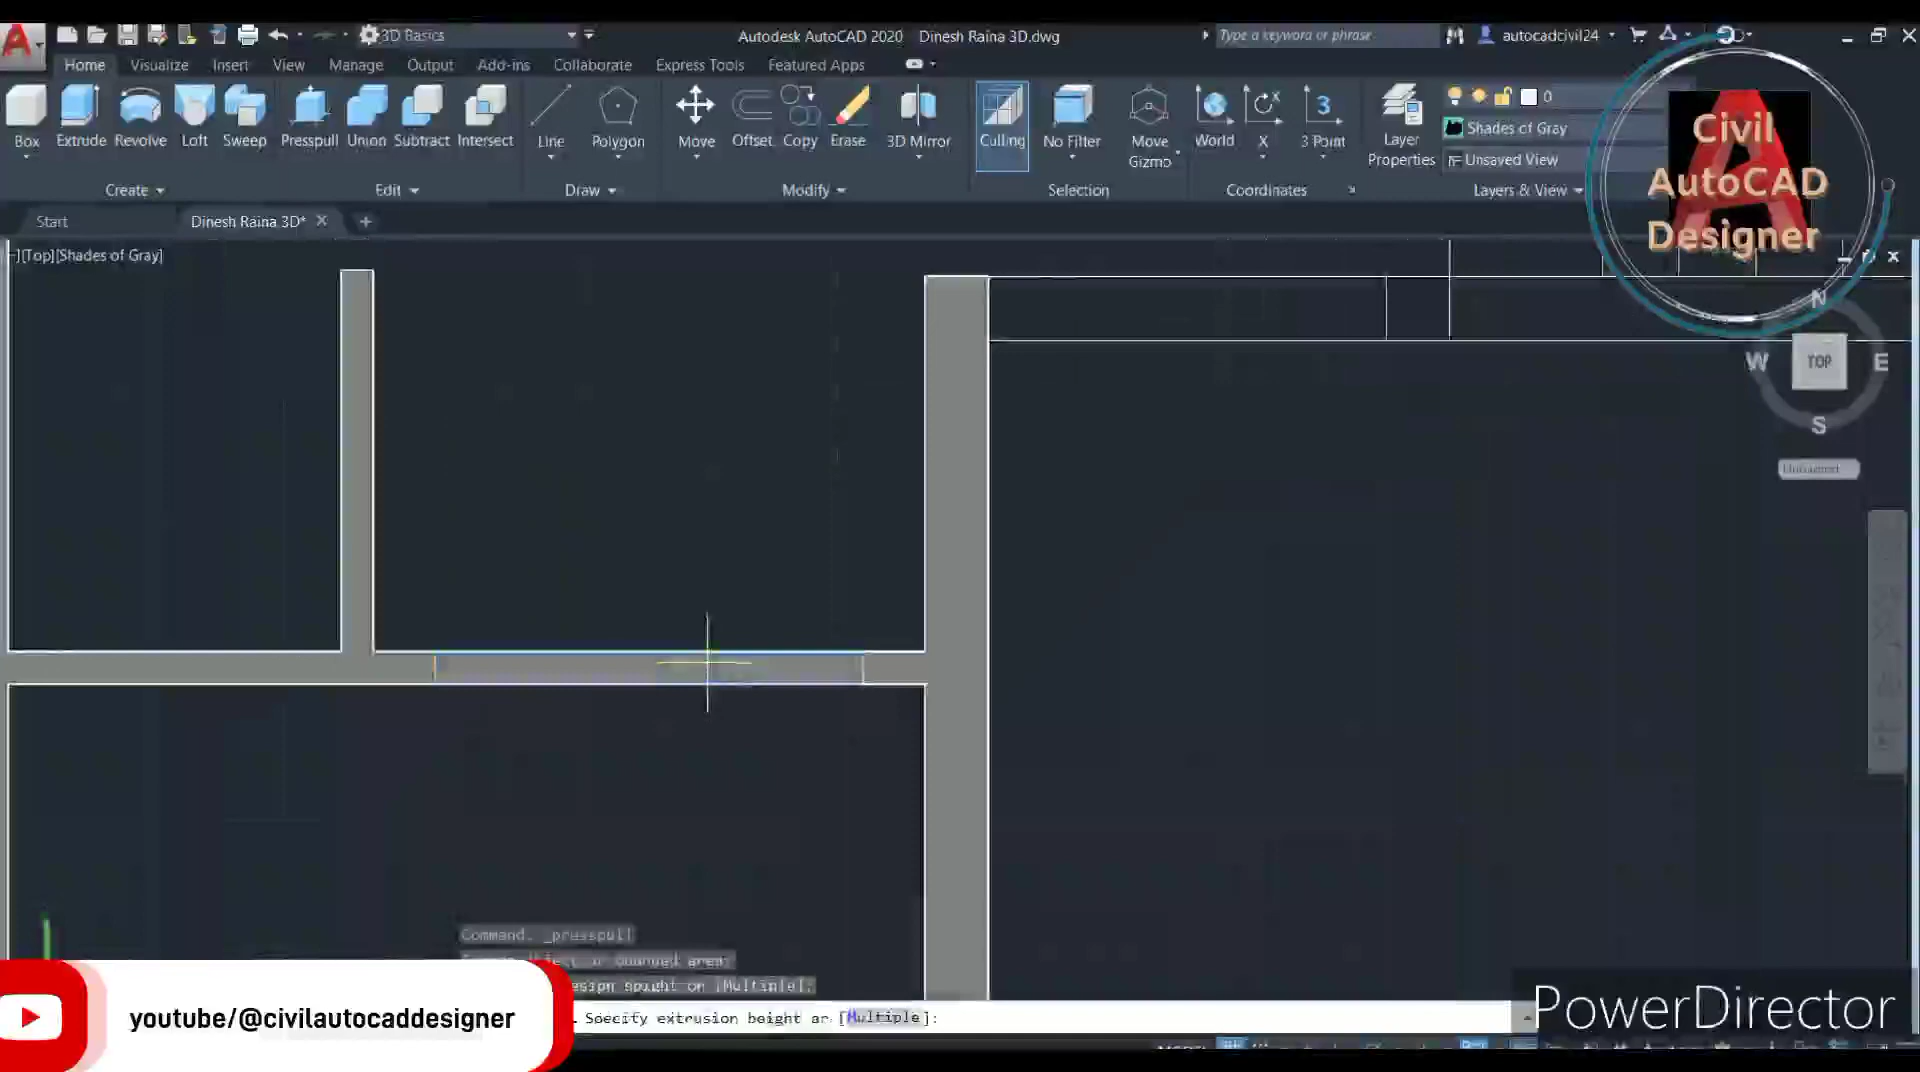 3D Basics
Autodesk AutoCAD 2020 Dinesh Raina 3D.dwg
Type a keyword or phrase
autocadcivil24
Home Visualize Insert View Manage Output Add-ins Collaborate Express Tools Featured Apps
Box Extrude Revolve Loft Sweep Presspull Union Subtract Intersect Line Polygon Move Offset Copy Erase 3D Mirror Culling No Filter Move Gizmo World X 3 Point Layer Properties
0
Shades of Gray
Unsaved View
Create Edit Draw Modify Selection Coordinates Layers & View
Civil
AutoCAD
Designer
Start Dinesh Raina 3D*
[Top][Shades of Gray]
N
W TOP E
S
Unnamed
Command: _presspull
bounded area:
[Multiple]:
Specify extrusion height or [Multiple]:
youtube/@civilautocaddesigner
PowerDirector